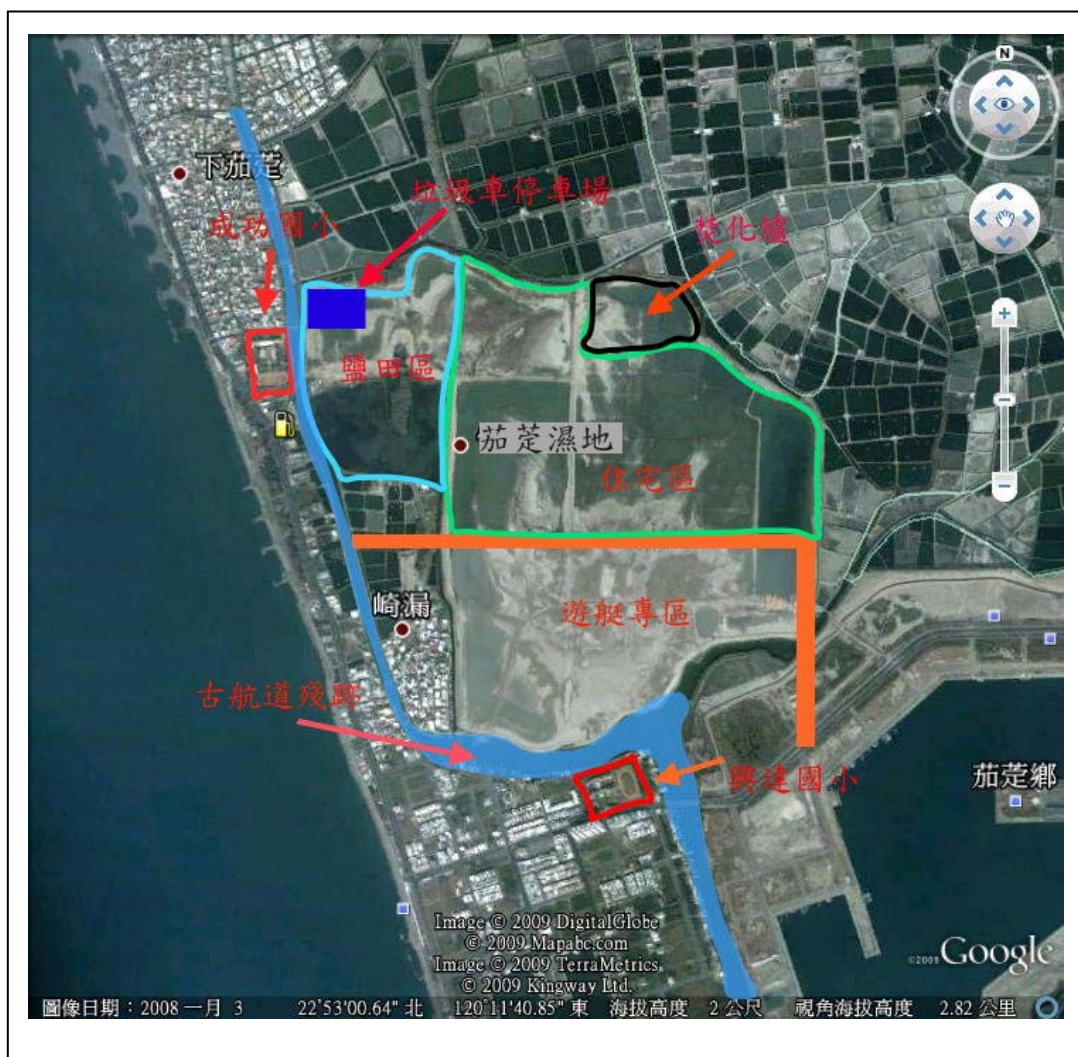 N
下茄萣
垃圾車停車場
成功國小
焚化爐
鹽田區
茄萣濕地
住宅區
崎漏
遊艇專區
古航道殘跡
興達國小
茄萣鄉
Image © 2009 DigitalGlobe
© 2009 Mapabc.com
Image © 2009 TerraMetrics
© 2009 Kingway Ltd.
©2009 Google
圖像日期：2008 一月 3 22°53'00.64" 北 120°11'40.85" 東 海拔高度 2 公尺 視角海拔高度 2.82 公里